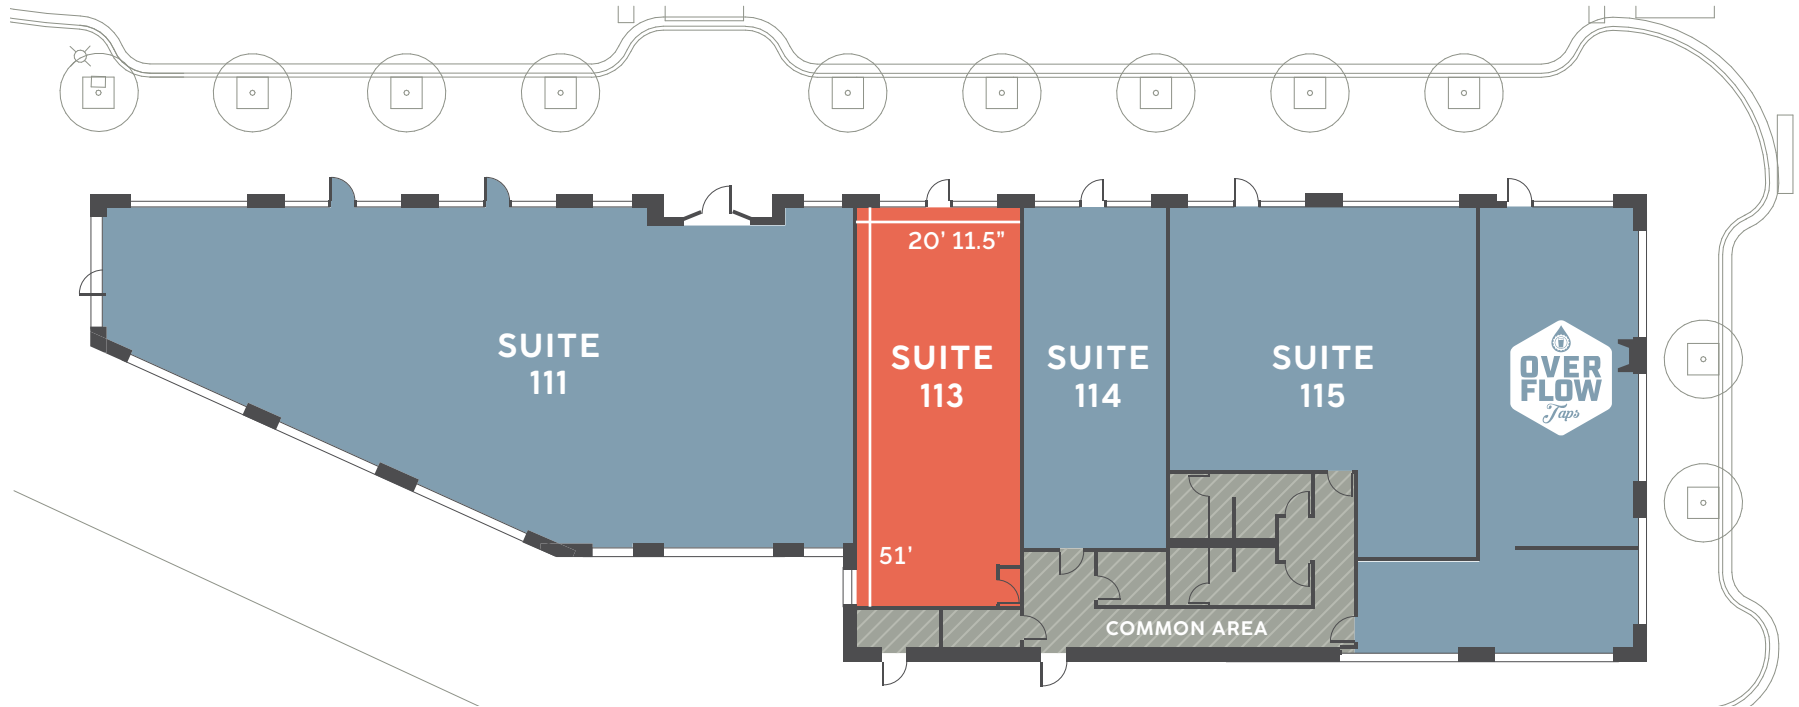 20' 11.5"
SUITE
111
SUITE
113
SUITE
114
SUITE
115
OVER
FLOW
Taps
51'
COMMON AREA